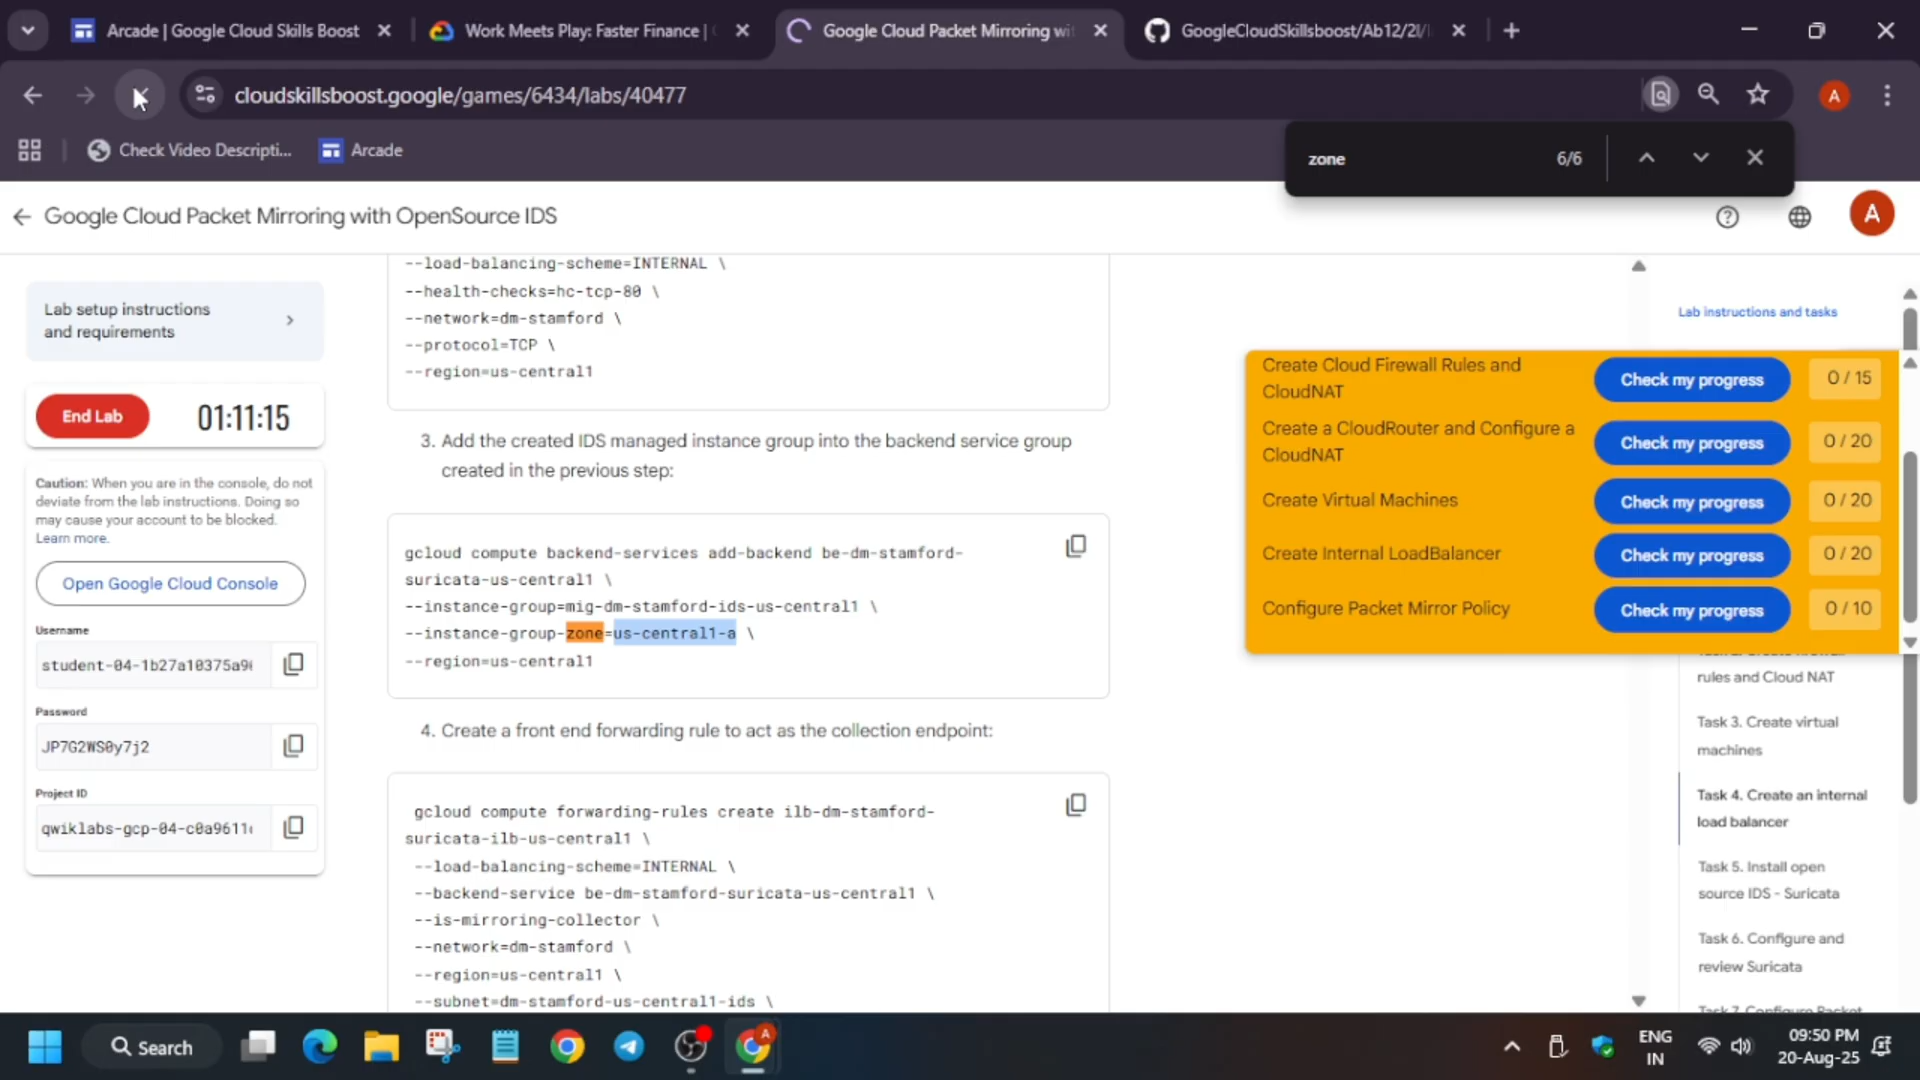 Arcade | Google Cloud Skills Boost
Work Meets Play: Faster Finance |
Google Cloud Packet Mirroring wi
GoogleCloudSkillsboost/Ab12/2l/
cloudskillsboost.google/games/6434/labs/40477
A
Check Video Descripti...
Arcade
zone
6/6
Google Cloud Packet Mirroring with OpenSource IDS
A
Lab setup instructions
and requirements
End Lab
01:11:15
Caution: When you are in the console, do not
deviate from the lab instructions. Doing so
may cause your account to be blocked.
Learn more.
Open Google Cloud Console
Username
student-04-1b27a10375a9
Password
JP7G2WS0y7j2
Project ID
qwiklabs-gcp-04-c0a9611
--load-balancing-scheme=INTERNAL \
--health-checks=hc-tcp-80 \
--network=dm-stamford \
--protocol=TCP \
--region=us-central1
3. Add the created IDS managed instance group into the backend service group
created in the previous step:
gcloud compute backend-services add-backend be-dm-stamford-
suricata-us-central1 \
--instance-group=mig-dm-stamford-ids-us-central1 \
--instance-group-zone=us-central1-a \
--region=us-central1
4. Create a front end forwarding rule to act as the collection endpoint:
gcloud compute forwarding-rules create ilb-dm-stamford-
suricata-ilb-us-central1 \
--load-balancing-scheme=INTERNAL \
--backend-service be-dm-stamford-suricata-us-central1 \
--is-mirroring-collector \
--network=dm-stamford \
--region=us-central1 \
--subnet=dm-stamford-us-central1-ids \
Lab instructions and tasks
Create Cloud Firewall Rules and
CloudNAT
Check my progress
0 / 15
Create a CloudRouter and Configure a
CloudNAT
Check my progress
0 / 20
Create Virtual Machines
Check my progress
0 / 20
Create Internal LoadBalancer
Check my progress
0 / 20
Configure Packet Mirror Policy
Check my progress
0 / 10
rules and Cloud NAT
Task 3. Create virtual
machines
Task 4. Create an internal
load balancer
Task 5. Install open
source IDS - Suricata
Task 6. Configure and
review Suricata
Task 7. Configure Packet
Search
A
ENG
IN
09:50 PM
20-Aug-25